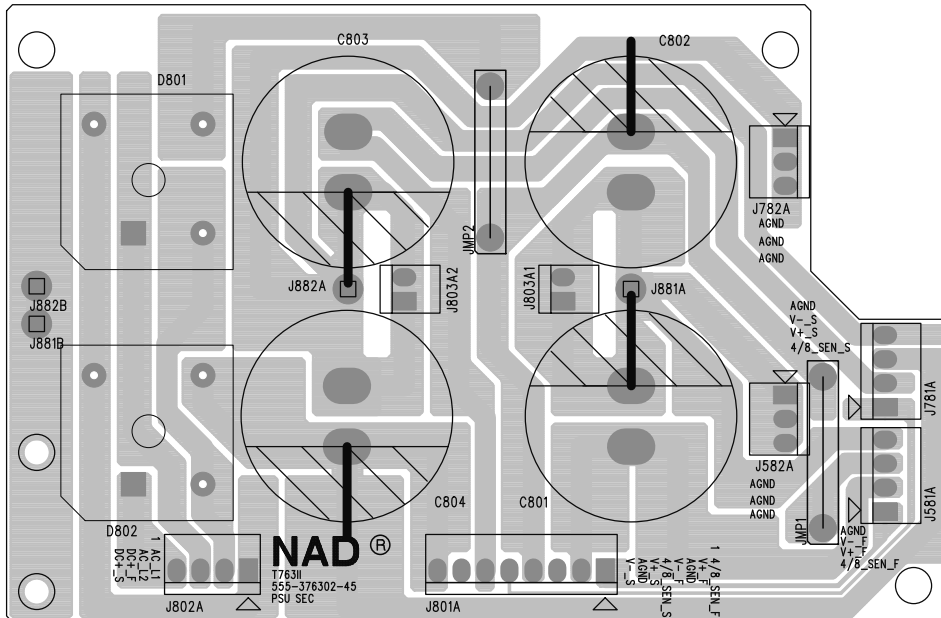 C803
C802
D801
JMP2
J782A
AGND
AGND
AGND
J882A
J803A2
J803A1
J881A
J882B
J881B
AGND
V-_S
V+_S
4/8_SEN_S
J781A
J582A
AGND
AGND
AGND
J581A
JMP1
AGND
V-_F
V+_F
4/8_SEN_F
C804
C801
D802
1
AC_L1
AC_L2
DC+_F
DC+_S
J802A
NAD ®
T763II
555-376302-45
PSU SEC
J801A
1
4/8_SEN_F
V+_F
AGND
V-_F
4/8_SEN_S
AGND
V+_S
V-_S